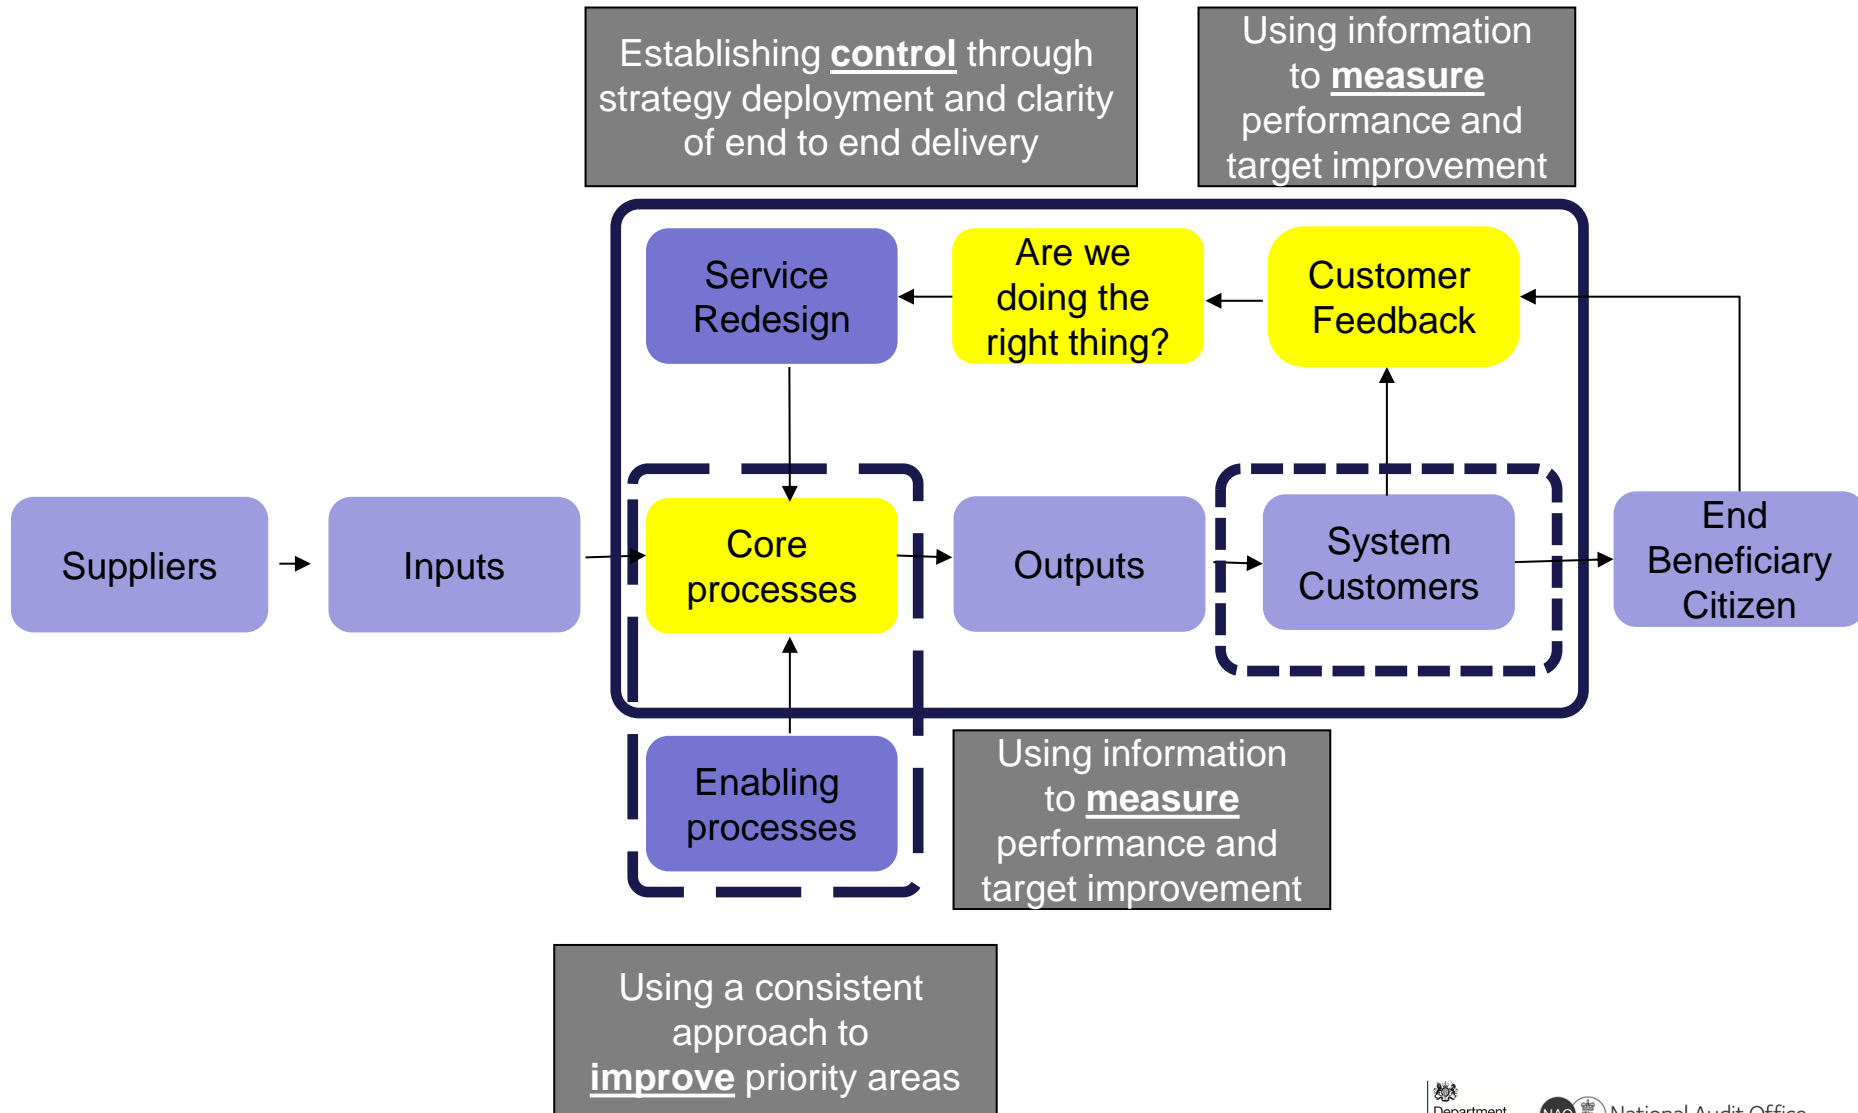 Establishing control through
strategy deployment and clarity
of end to end delivery
Using information
to measure
performance and
target improvement
Service
Redesign
Are we
doing the
right thing?
Customer
Feedback
Suppliers
Inputs
Core
processes
Outputs
System
Customers
End
Beneficiary
Citizen
Enabling
processes
Using information
to measure
performance and
target improvement
Using a consistent
approach to
improve priority areas
Department
NAO National Audit Office